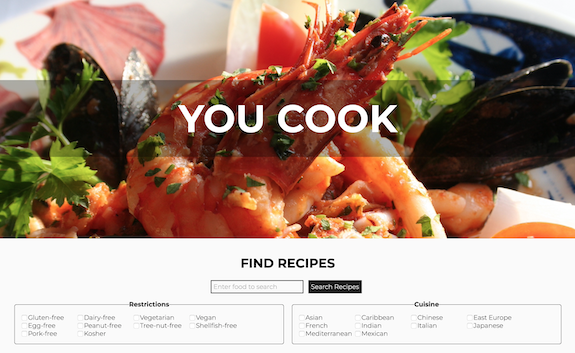 YOU COOK
FIND RECIPES
Enter food to search Search Recipes
Restrictions
Gluten-free Dairy-free Vegetarian Vegan
Egg-free Peanut-free Tree-nut-free Shellfish-free
Pork-free Kosher
Cuisine
Asian Caribbean Chinese East Europe
French Indian Italian Japanese
Mediterranean Mexican